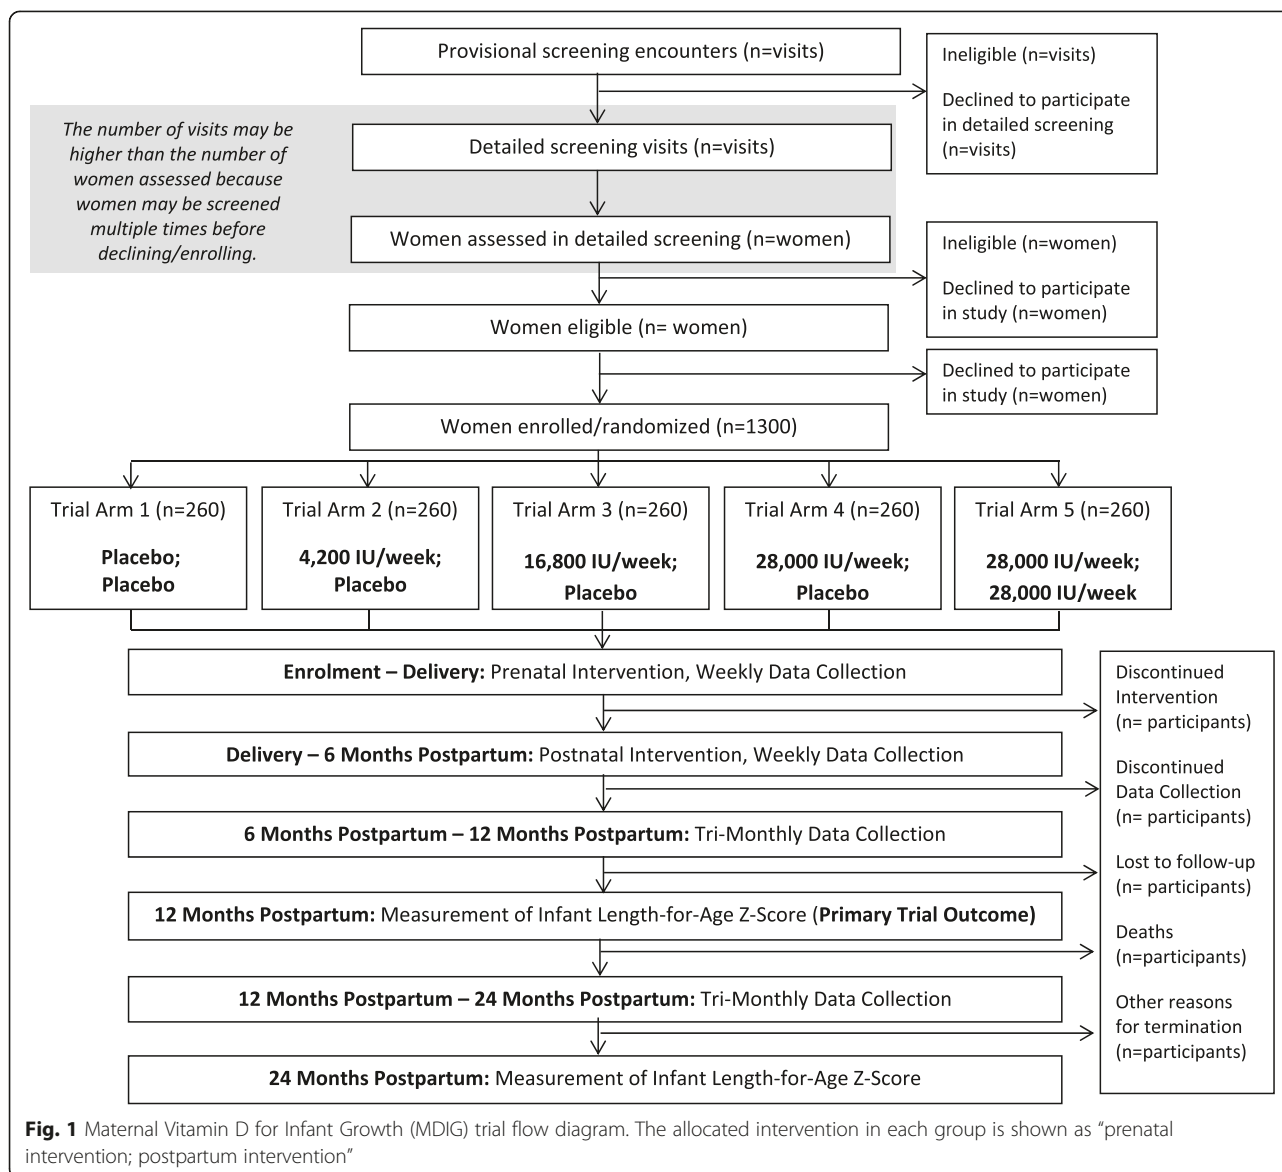 Provisional screening encounters (n=visits)
Ineligible (n=visits)
Declined to participate
in detailed screening
(n=visits)
The number of visits may be
higher than the number of
women assessed because
women may be screened
multiple times before
declining/enrolling.
Detailed screening visits (n=visits)
Women assessed in detailed screening (n=women)
Ineligible (n=women)
Declined to participate
in study (n=women)
Women eligible (n= women)
Declined to participate
in study (n=women)
Women enrolled/randomized (n=1300)
Trial Arm 1 (n=260)
Placebo;
Placebo
Trial Arm 2 (n=260)
4,200 IU/week;
Placebo
Trial Arm 3 (n=260)
16,800 IU/week;
Placebo
Trial Arm 4 (n=260)
28,000 IU/week;
Placebo
Trial Arm 5 (n=260)
28,000 IU/week;
28,000 IU/week
Enrolment – Delivery: Prenatal Intervention, Weekly Data Collection
Delivery – 6 Months Postpartum: Postnatal Intervention, Weekly Data Collection
6 Months Postpartum – 12 Months Postpartum: Tri-Monthly Data Collection
12 Months Postpartum: Measurement of Infant Length-for-Age Z-Score (Primary Trial Outcome)
12 Months Postpartum – 24 Months Postpartum: Tri-Monthly Data Collection
24 Months Postpartum: Measurement of Infant Length-for-Age Z-Score
Discontinued
Intervention
(n= participants)
Discontinued
Data Collection
(n= participants)
Lost to follow-up
(n= participants)
Deaths
(n=participants)
Other reasons
for termination
(n=participants)
Fig. 1 Maternal Vitamin D for Infant Growth (MDIG) trial flow diagram. The allocated intervention in each group is shown as “prenatal
intervention; postpartum intervention”